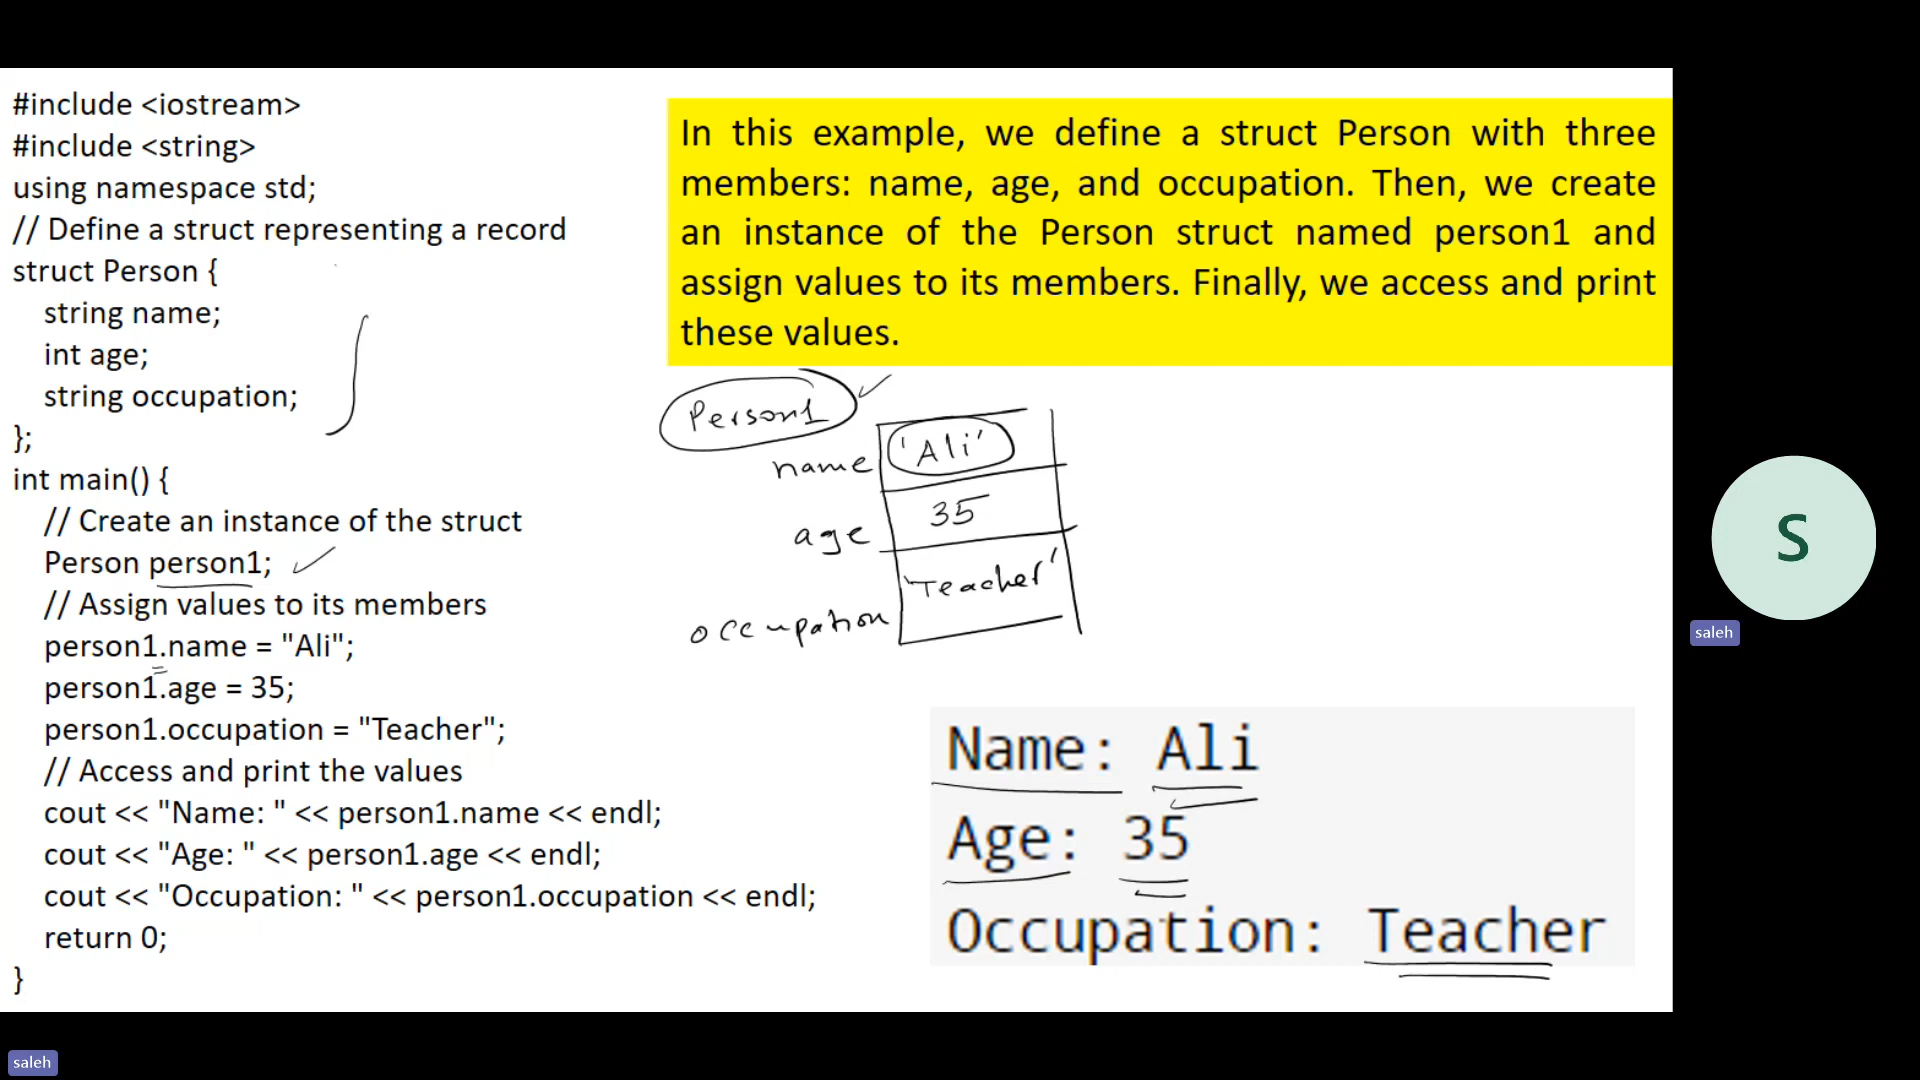 #include <iostream>
#include <string>
using namespace std;
// Define a struct representing a record
struct Person {
string name;
int age;
string occupation;
};
int main() {
// Create an instance of the struct
Person person1;
// Assign values to its members
person1.name = "Ali";
person1.age = 35;
person1.occupation = "Teacher";
// Access and print the values
cout << "Name: " << person1.name << endl;
cout << "Age: " << person1.age << endl;
cout << "Occupation: " << person1.occupation << endl;
return 0;
}
In this example, we define a struct Person with three
members: name, age, and occupation. Then, we create
an instance of the Person struct named person1 and
assign values to its members. Finally, we access and print
these values.
Person1
name 'Ali'
age 35
occupation 'Teacher'
Name: Ali
Age: 35
Occupation: Teacher
S
saleh
saleh